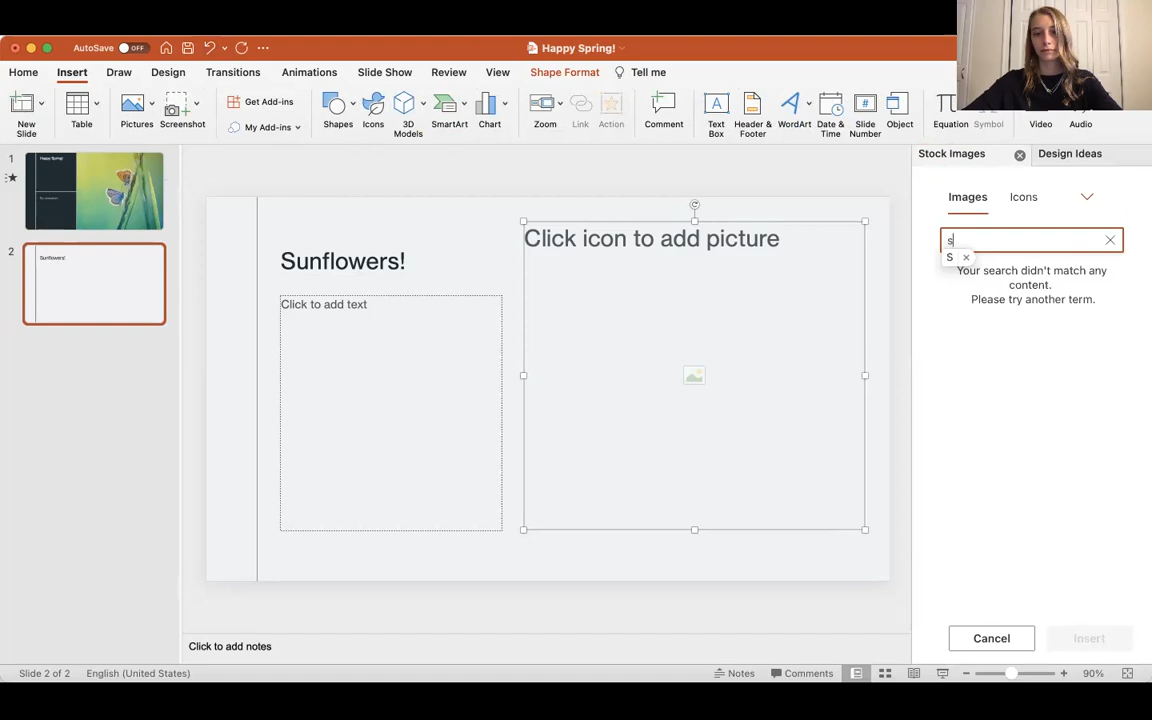 AutoSave OFF
Happy Spring!
Home Insert Draw Design Transitions Animations Slide Show Review View Shape Format Tell me
New Slide
Table
Pictures
Screenshot
Get Add-ins
My Add-ins
Shapes
Icons
3D Models
SmartArt
Chart
Zoom
Link
Action
Comment
Text Box
Header & Footer
WordArt
Date & Time
Slide Number
Object
Equation
Symbol
Video
Audio
1
Happy Spring!
2
Sunflowers!
Sunflowers!
Click to add text
Click icon to add picture
Stock Images
Design Ideas
Images
Icons
s
S
Your search didn't match any
content.
Please try another term.
Cancel
Insert
Click to add notes
Slide 2 of 2
English (United States)
Notes
Comments
90%